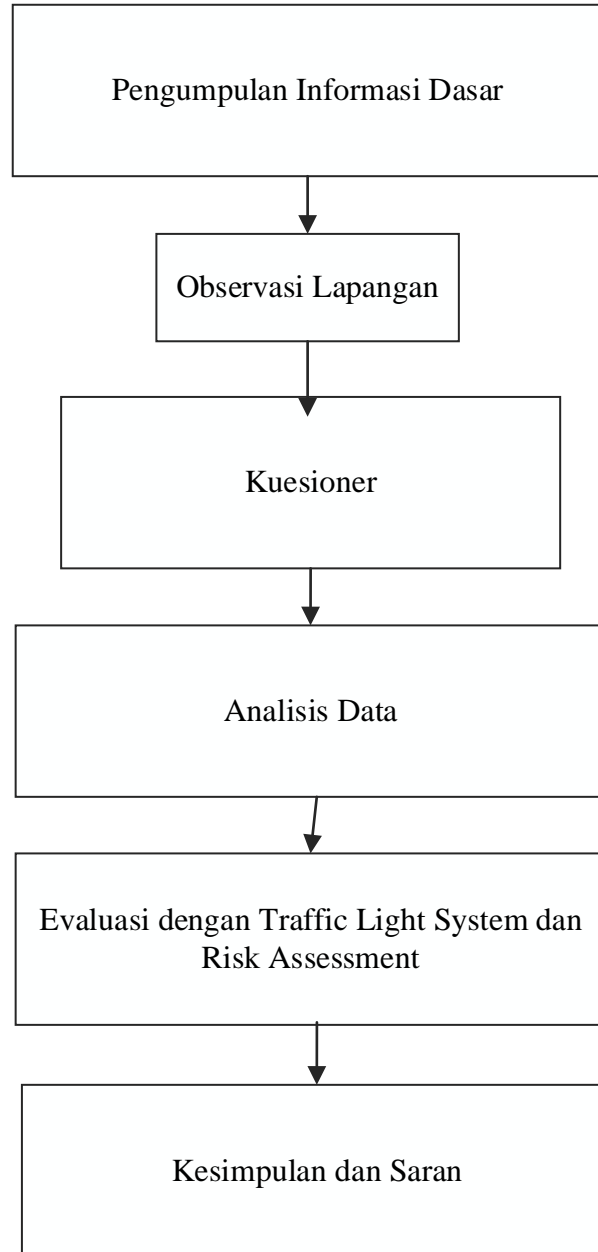 Pengumpulan Informasi Dasar
Observasi Lapangan
Kuesioner
Analisis Data
Evaluasi dengan Traffic Light System dan
Risk Assessment
Kesimpulan dan Saran